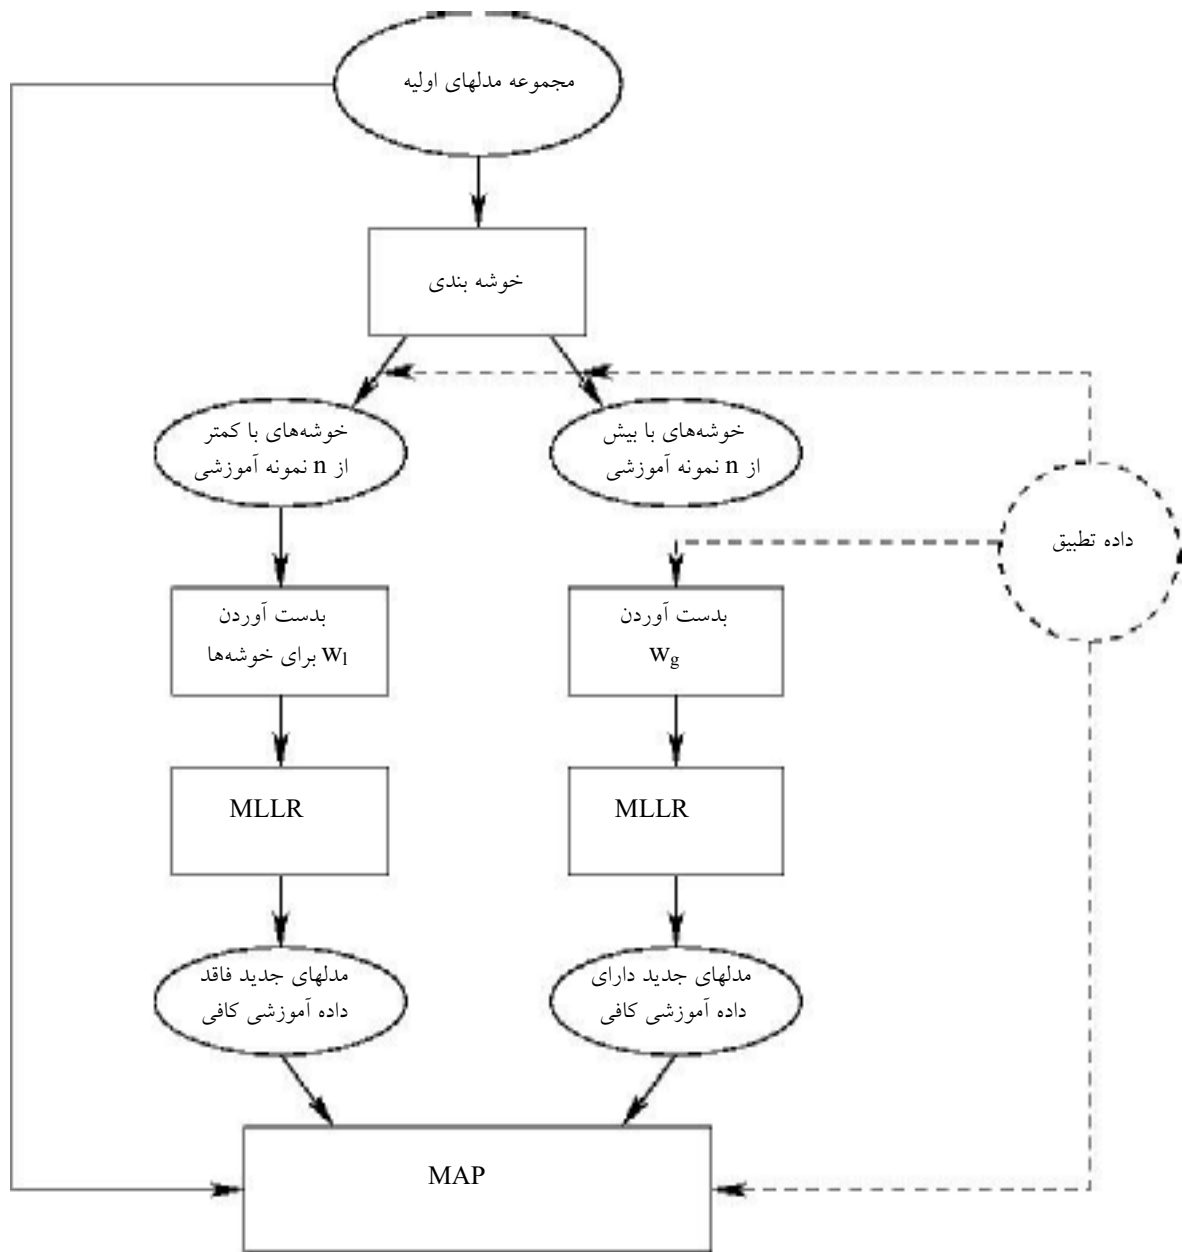 مجموعه مدلهای اولیه
خوشه بندی
خوشه‌های با کمتر
از n نمونه آموزشی
خوشه‌های با بیش
از n نمونه آموزشی
داده تطبیق
بدست آوردن
w_l برای خوشه‌ها
بدست آوردن
w_g
MLLR
MLLR
مدلهای جدید فاقد
داده آموزشی کافی
مدلهای جدید دارای
داده آموزشی کافی
MAP